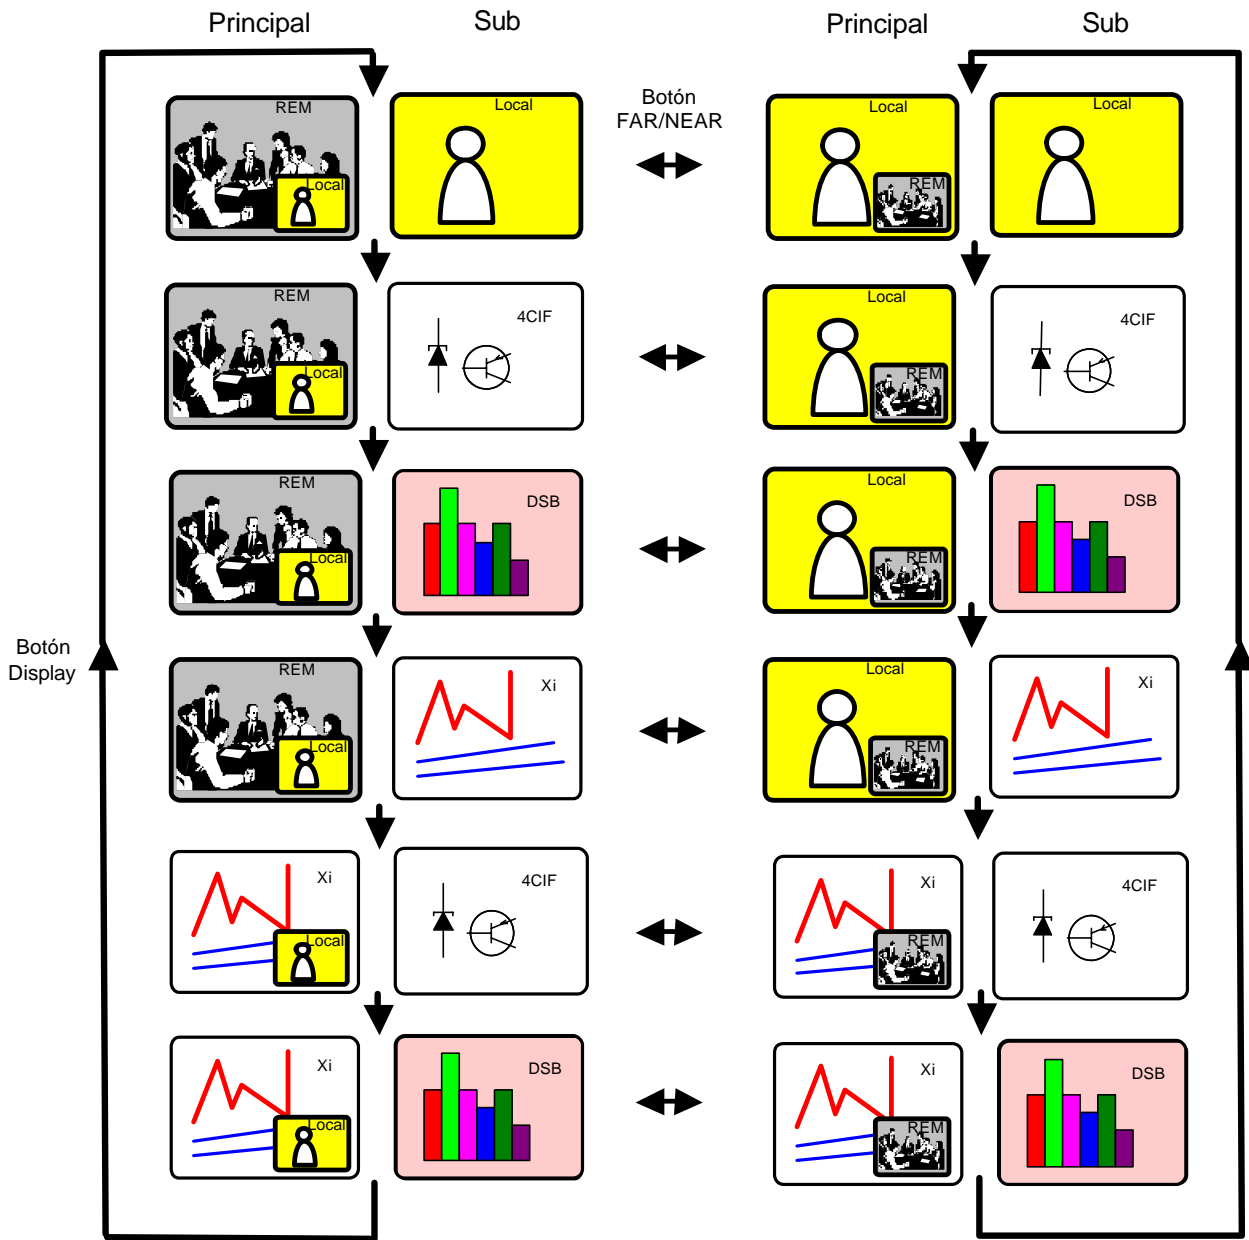 Principal Sub Principal Sub
REM Local Botón Local Local
FAR/NEAR
Local REM
REM 4CIF Local 4CIF
Local REM
REM DSB Local DSB
Local REM
Botón
Display
REM Xi Local Xi
Local REM
Xi 4CIF Xi 4CIF
Local REM
Xi DSB Xi DSB
Local REM